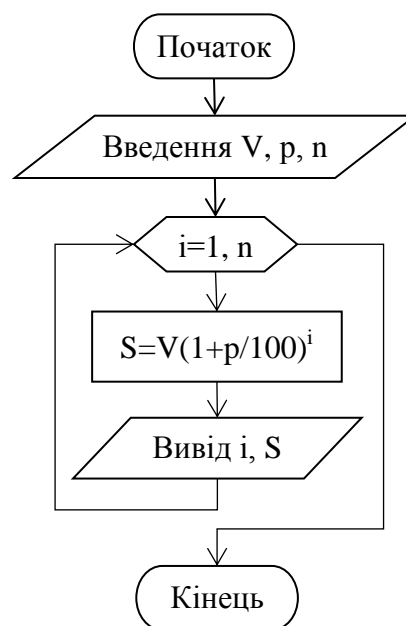 Початок
Введення V, p, n
i=1, n
S=V(1+p/100)^i
Вивід i, S
Кінець